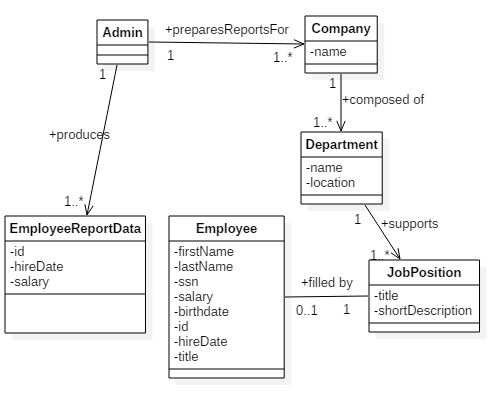 Admin
+preparesReportsFor
1
1..*
Company
-name
1
1
+composed of
1..*
+produces
1..*
Department
-name
-location
1
+supports
1..*
EmployeeReportData
-id
-hireDate
-salary
Employee
-firstName
-lastName
-ssn
-salary
-birthdate
-id
-hireDate
-title
+filled by
0..1
1
JobPosition
-title
-shortDescription